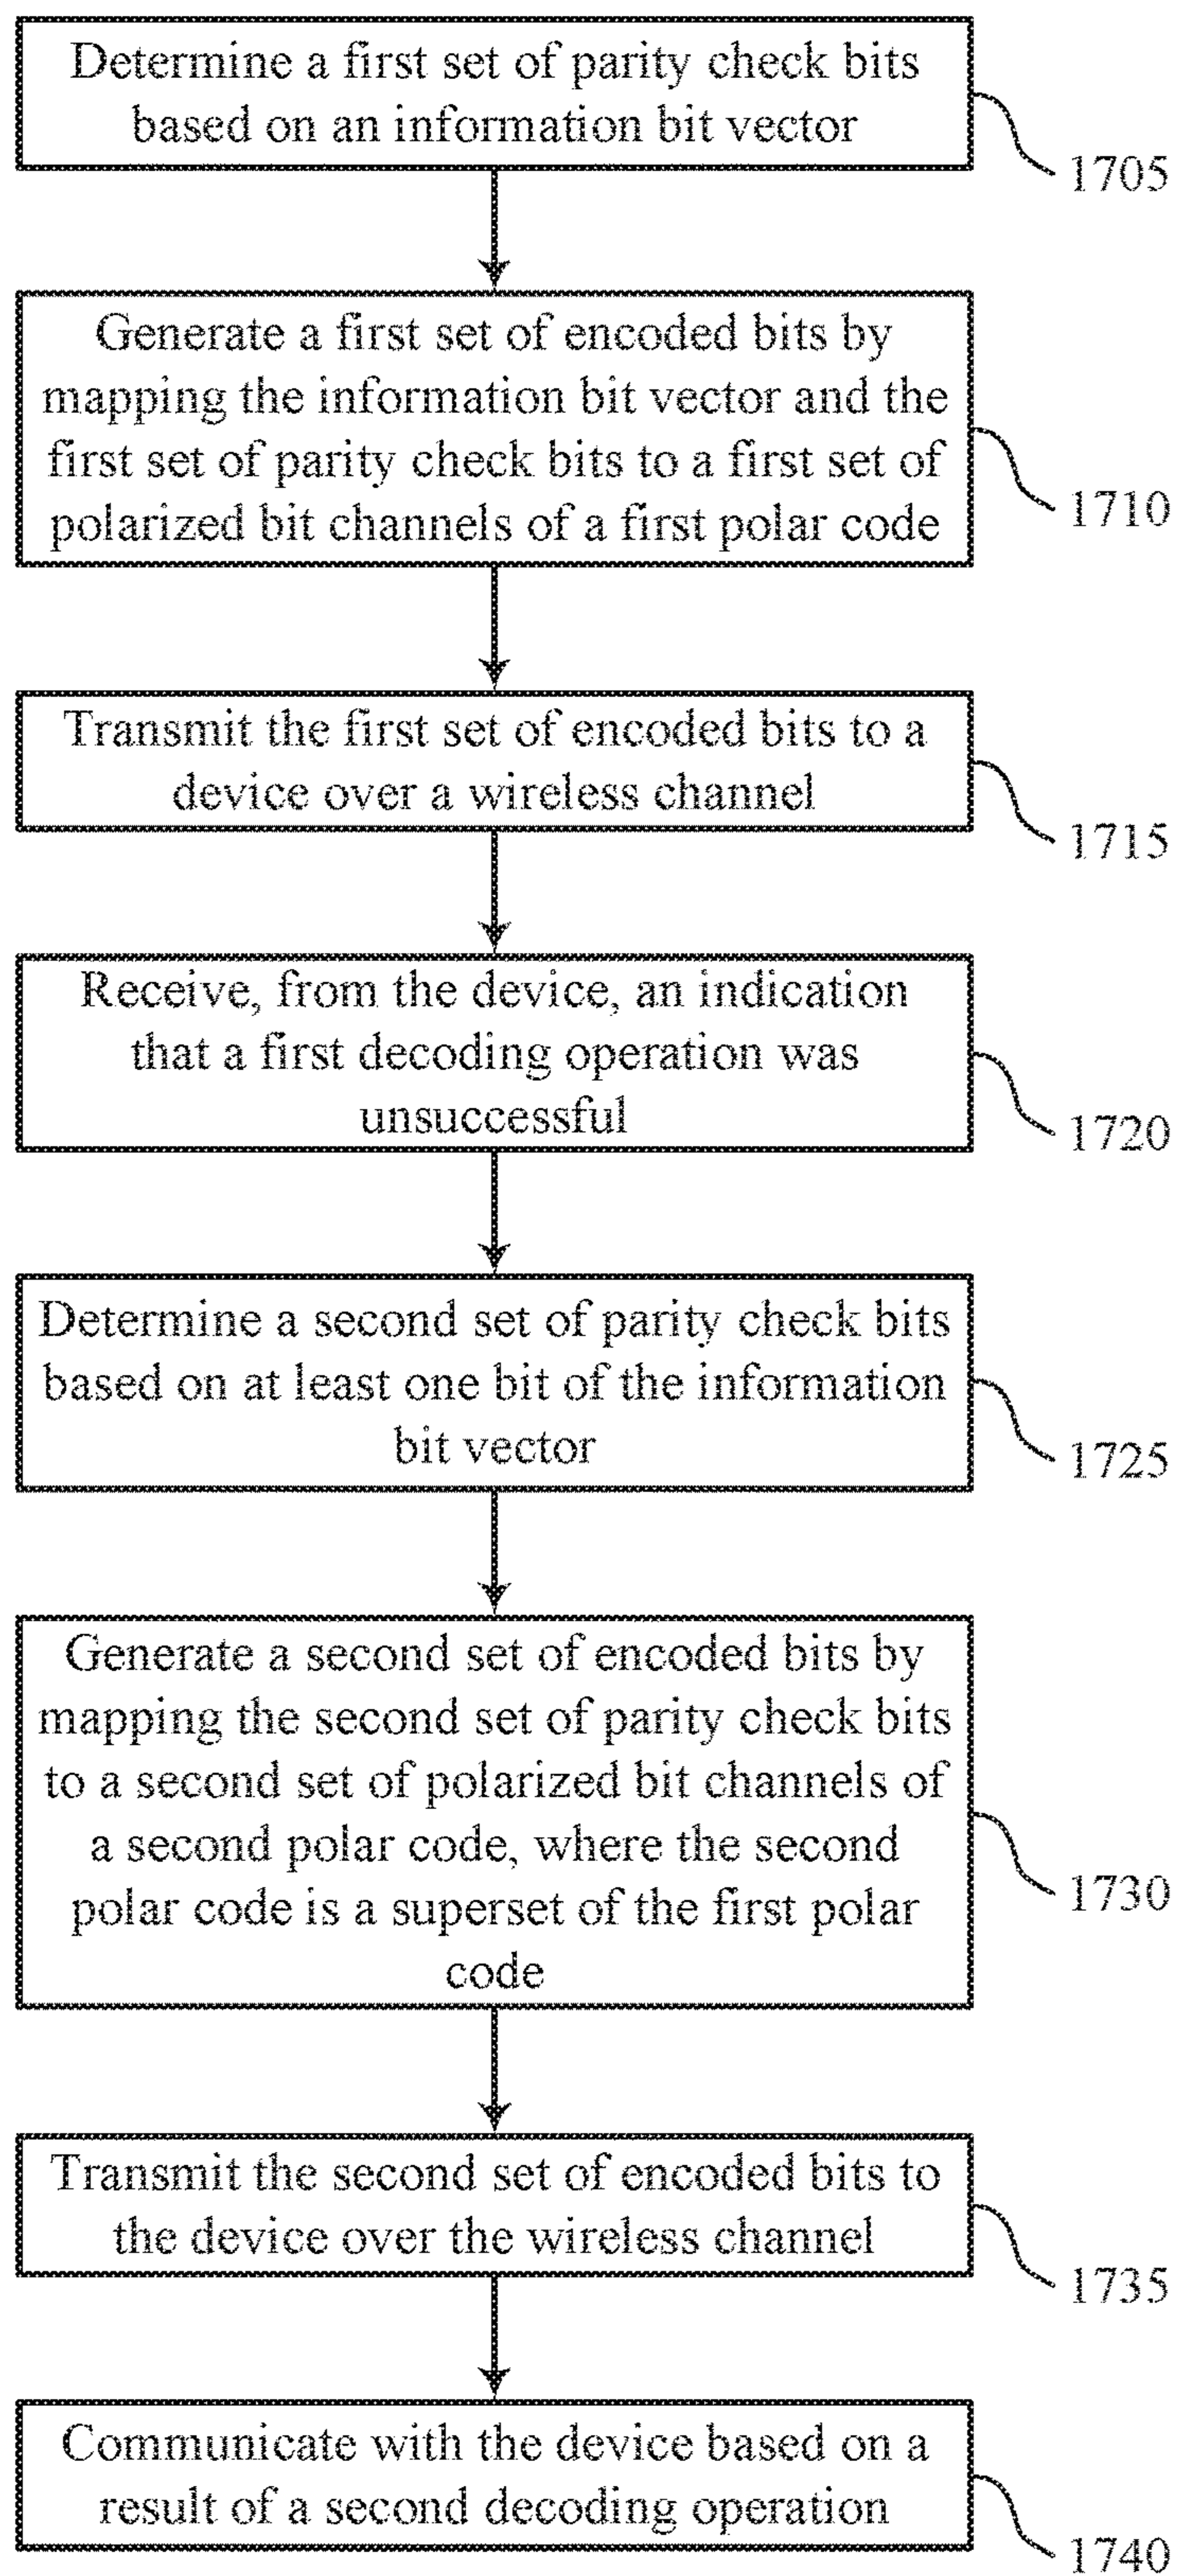 Determine a first set of parity check bits
based on an information bit vector
1705
Generate a first set of encoded bits by
mapping the information bit vector and the
first set of parity check bits to a first set of
polarized bit channels of a first polar code
1710
Transmit the first set of encoded bits to a
device over a wireless channel
1715
Receive, from the device, an indication
that a first decoding operation was
unsuccessful
1720
Determine a second set of parity check bits
based on at least one bit of the information
bit vector
1725
Generate a second set of encoded bits by
mapping the second set of parity check bits
to a second set of polarized bit channels of
a second polar code, where the second
polar code is a superset of the first polar
code
1730
Transmit the second set of encoded bits to
the device over the wireless channel
1735
Communicate with the device based on a
result of a second decoding operation
1740